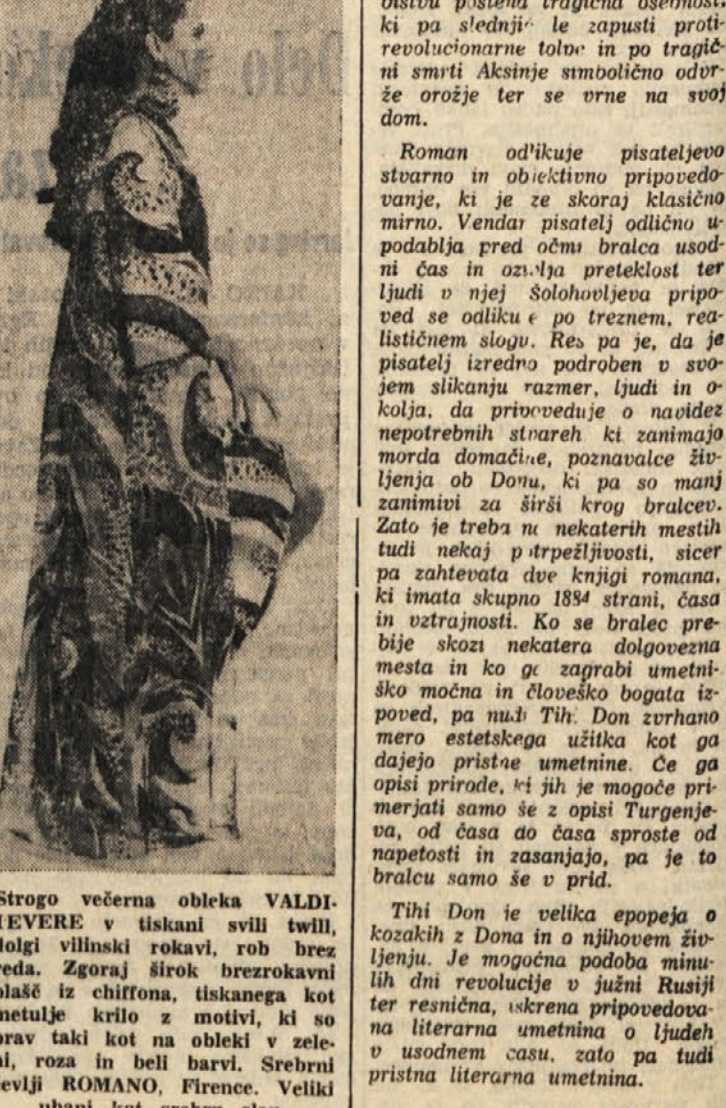 Strogo večerna obleka VALDI-
TEVERE v tiskani svili twill,
dolgi vilinski rokavi, rob brez
reda. Zgoraj širok brezrokavni
plašč iz chiffona, tiskanega kot
metulje krilo z motivi, ki so
prav taki kot na obleki v zele-
ni, roza in beli barvi. Srebrni
čevlji ROMANO, Firence. Veliki
uhani kot
poštena tragična osebnost,
ki pa slednjič le zapusti proti-
revolucionarne tolpe in po tragič-
ni smrti Aksinje simbolično odvr-
že orožje ter se vrne na svoj
dom.
Roman odlikuje pisateljevo
stvarno in objektivno pripovedo-
vanje, ki je že skoraj klasično
mirno. Vendar pisatelj odlično u-
podablja pred očmi bralca usod-
ni čas in ozivlja preteklost ter
ljudi v njej Šolohovljeva pripo-
ved se odlikuje po treznem, rea-
lističnem slogu. Res pa je, da je
pisatelj izredno podroben v svo-
jem slikanju razmer, ljudi in o-
kolja, da pripoveduje o navidez
nepotrebnih stvareh ki zanimajo
morda domačine, poznavalce živ-
ljenja ob Donu, ki pa so manj
zanimivi za širši krog bralcev.
Zato je treba na nekaterih mestih
tudi nekaj potrpežljivosti, sicer
pa zahtevata dve knjigi romana,
ki imata skupno 1884 strani, časa
in vztrajnosti. Ko se bralec pre-
bije skozi nekatera dolgovezna
mesta in ko ga zagrabi umetni-
ško močna in človeško bogata iz-
poved, pa nudi Tihi Don zvrhano
mero estetskega užitka kot ga
dajejo pristne umetnine. Če ga
opisi prirode, ki jih je mogoče pri-
merjati samo še z opisi Turgenje-
va, od časa do časa sproste od
napetosti in zasanjajo, pa je to
bralcu samo še v prid.
Tihi Don je velika epopeja o
kozakih z Dona in o njihovem živ-
ljenju. Je mogočna podoba minu-
lih dni revolucije v južni Rusiji
ter resnična, iskrena pripovedova-
na literarna umetnina o ljudeh
v usodnem času, zato pa tudi
pristna literarna umetnina.